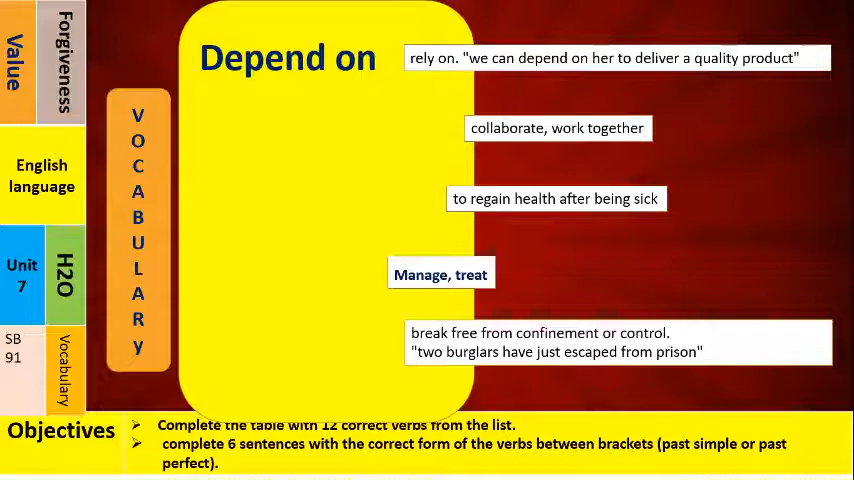 Value
Forgiveness
English
language
Unit
7
H2O
SB
91
Vocabulary
VOCABULARy
Depend on
rely on. "we can depend on her to deliver a quality product"
collaborate, work together
to regain health after being sick
Manage, treat
break free from confinement or control.
"two burglars have just escaped from prison"
Objectives
Complete the table with 12 correct verbs from the list.
complete 6 sentences with the correct form of the verbs between brackets (past simple or past
perfect).